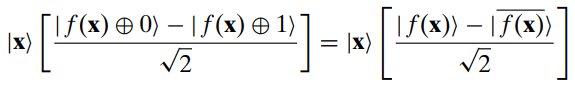 |𝐱⟩ [ (|f(𝐱) ⊕ 0⟩ − |f(𝐱) ⊕ 1⟩) / √2 ] = |𝐱⟩ [ (|f(𝐱)⟩ − |f̅(̅𝐱̅)̅⟩) / √2 ]